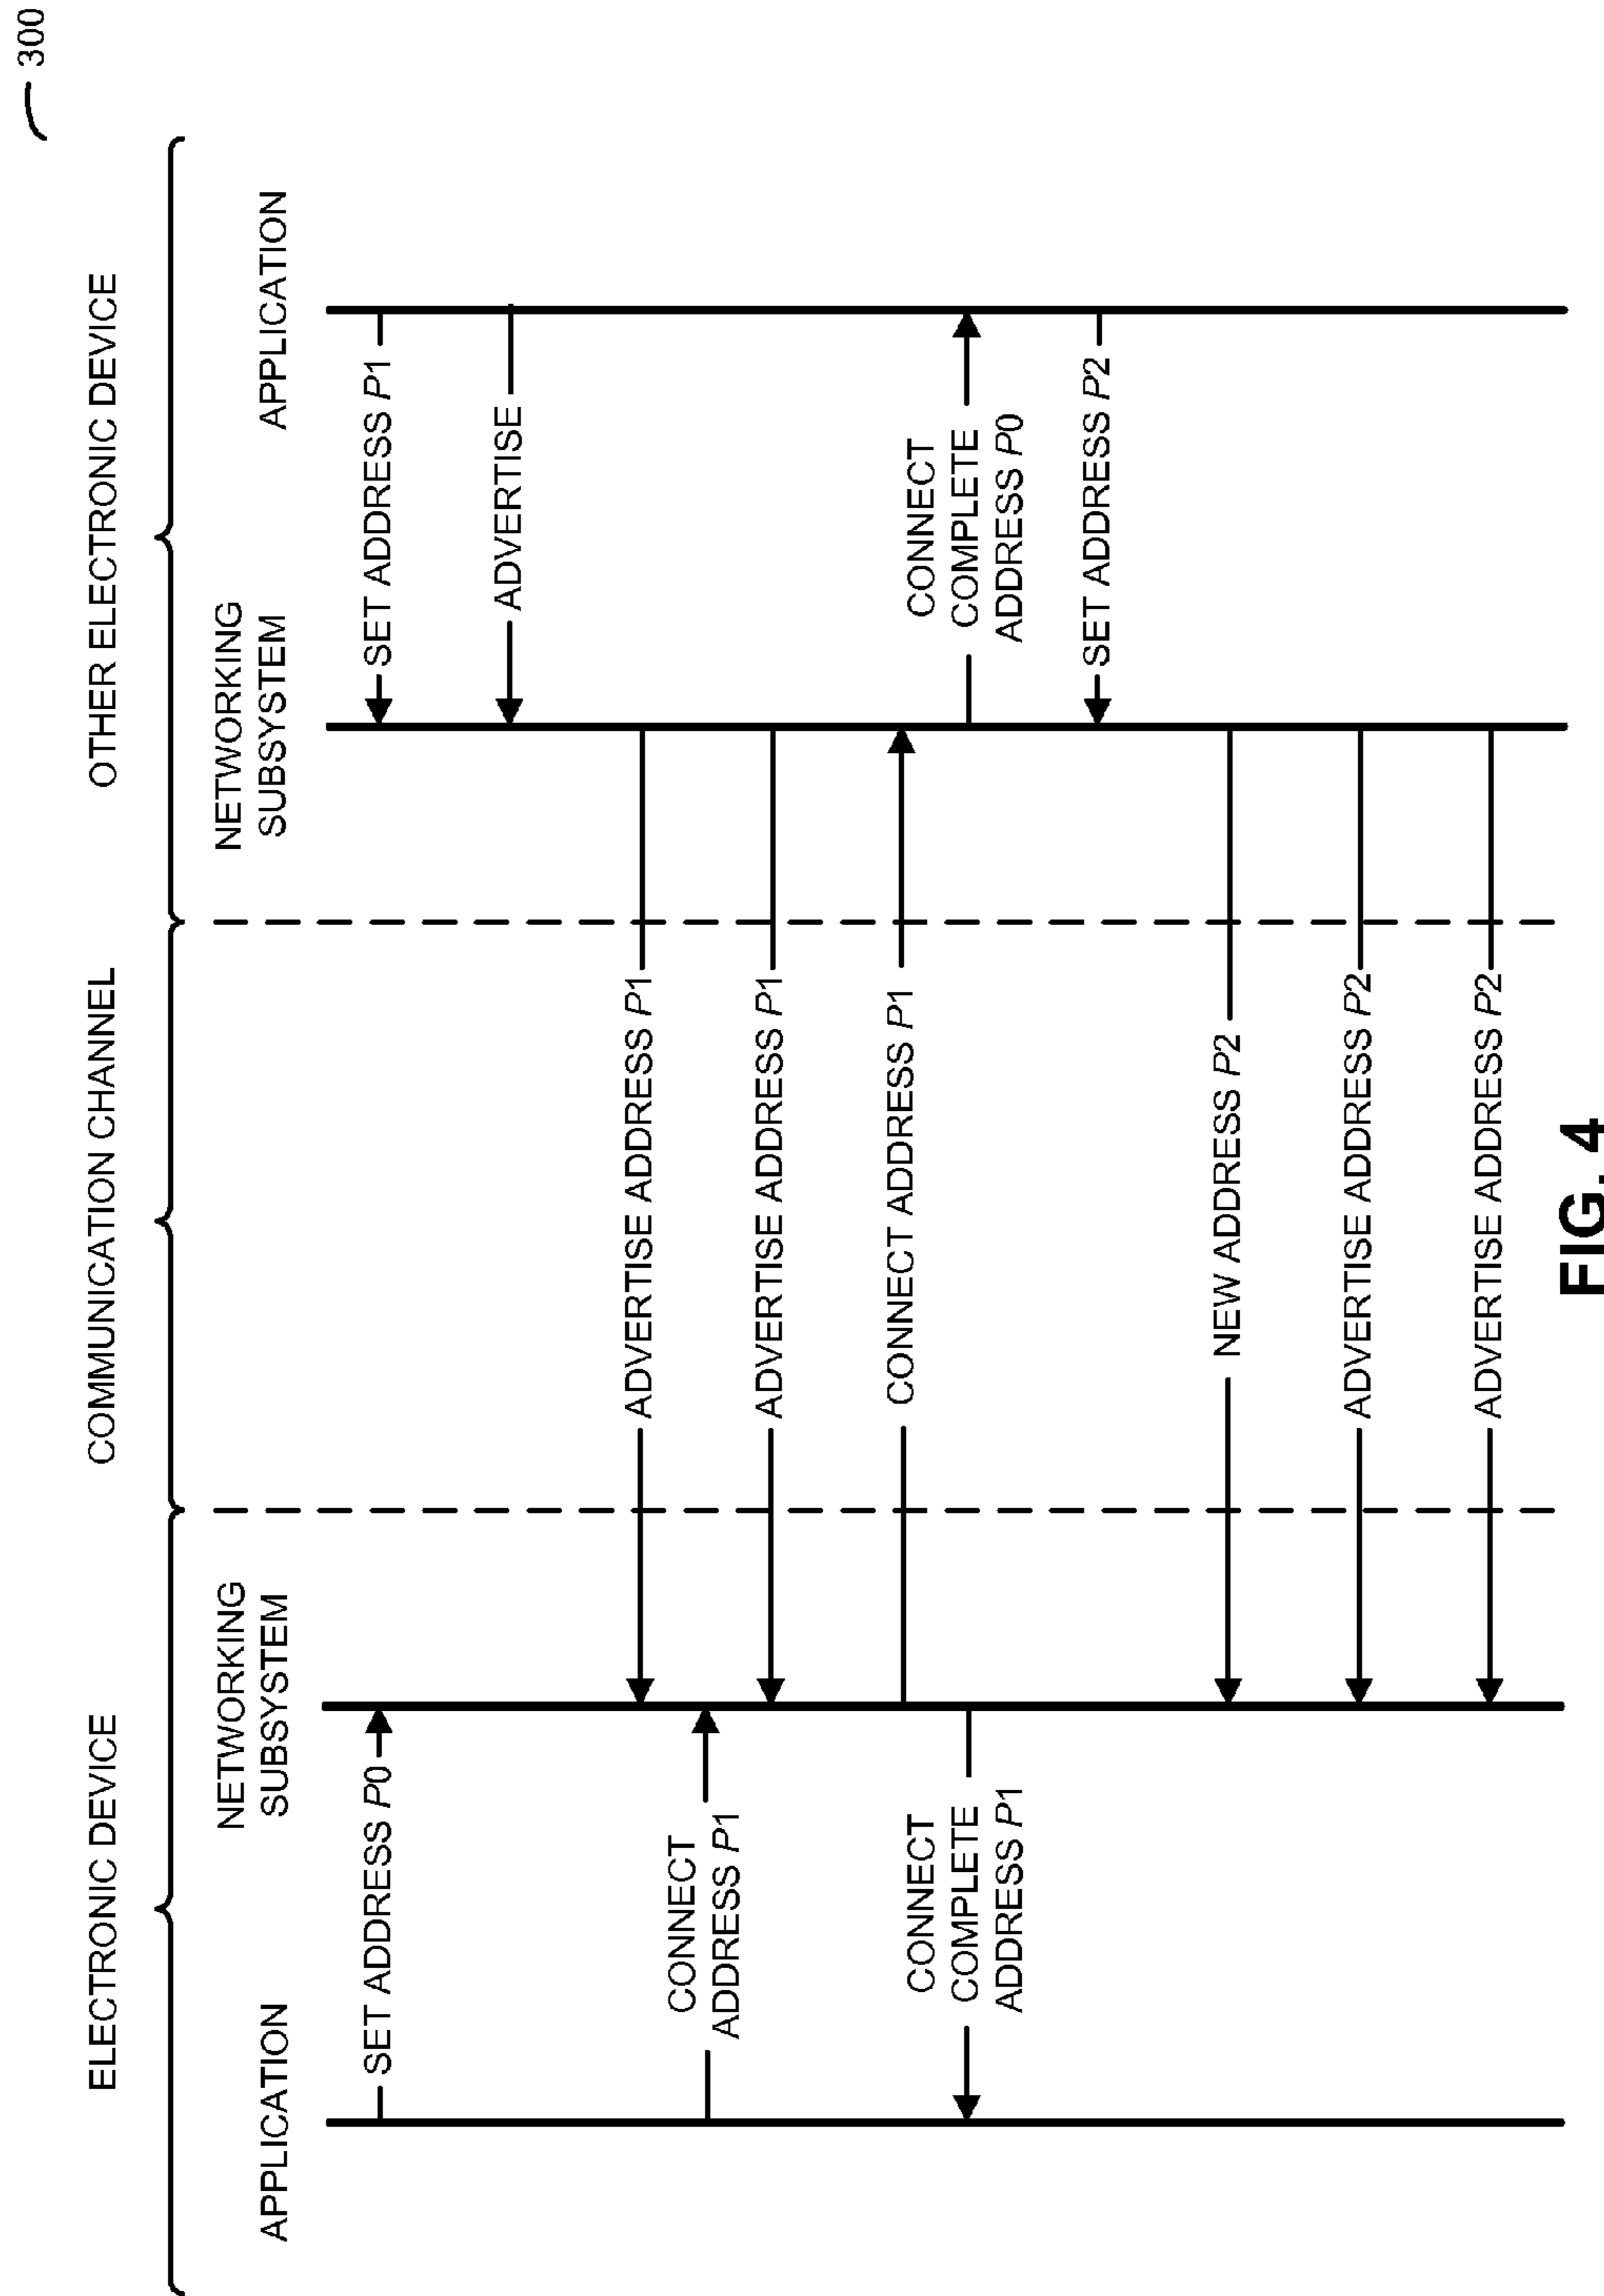 300
ELECTRONIC DEVICE
COMMUNICATION CHANNEL
OTHER ELECTRONIC DEVICE
APPLICATION
NETWORKING
SUBSYSTEM
NETWORKING
SUBSYSTEM
APPLICATION
SET ADDRESS P0
SET ADDRESS P1
ADVERTISE
ADVERTISE ADDRESS P1
CONNECT
ADDRESS P1
ADVERTISE ADDRESS P1
CONNECT ADDRESS P1
CONNECT
COMPLETE
ADDRESS P1
CONNECT
COMPLETE
ADDRESS P0
SET ADDRESS P2
NEW ADDRESS P2
ADVERTISE ADDRESS P2
ADVERTISE ADDRESS P2
FIG. 4